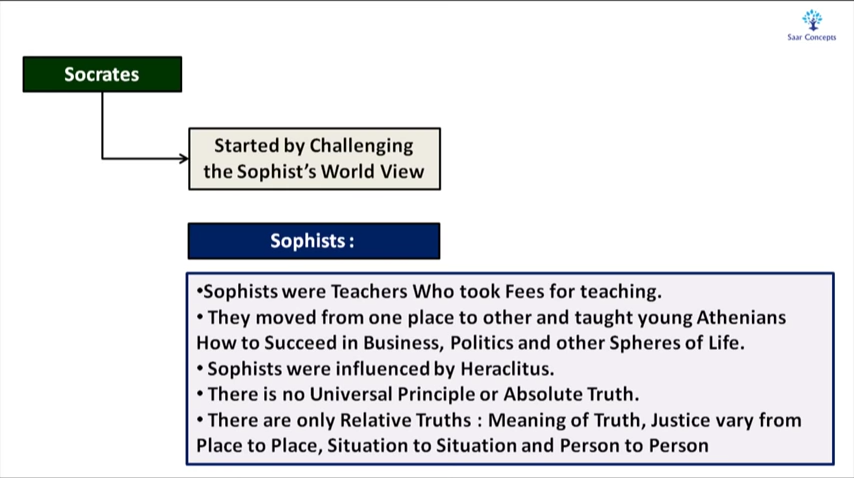 Saar Concepts
Socrates
Started by Challenging
the Sophist's World View
Sophists :
•Sophists were Teachers Who took Fees for teaching.
• They moved from one place to other and taught young Athenians
How to Succeed in Business, Politics and other Spheres of Life.
• Sophists were influenced by Heraclitus.
• There is no Universal Principle or Absolute Truth.
• There are only Relative Truths : Meaning of Truth, Justice vary from
Place to Place, Situation to Situation and Person to Person